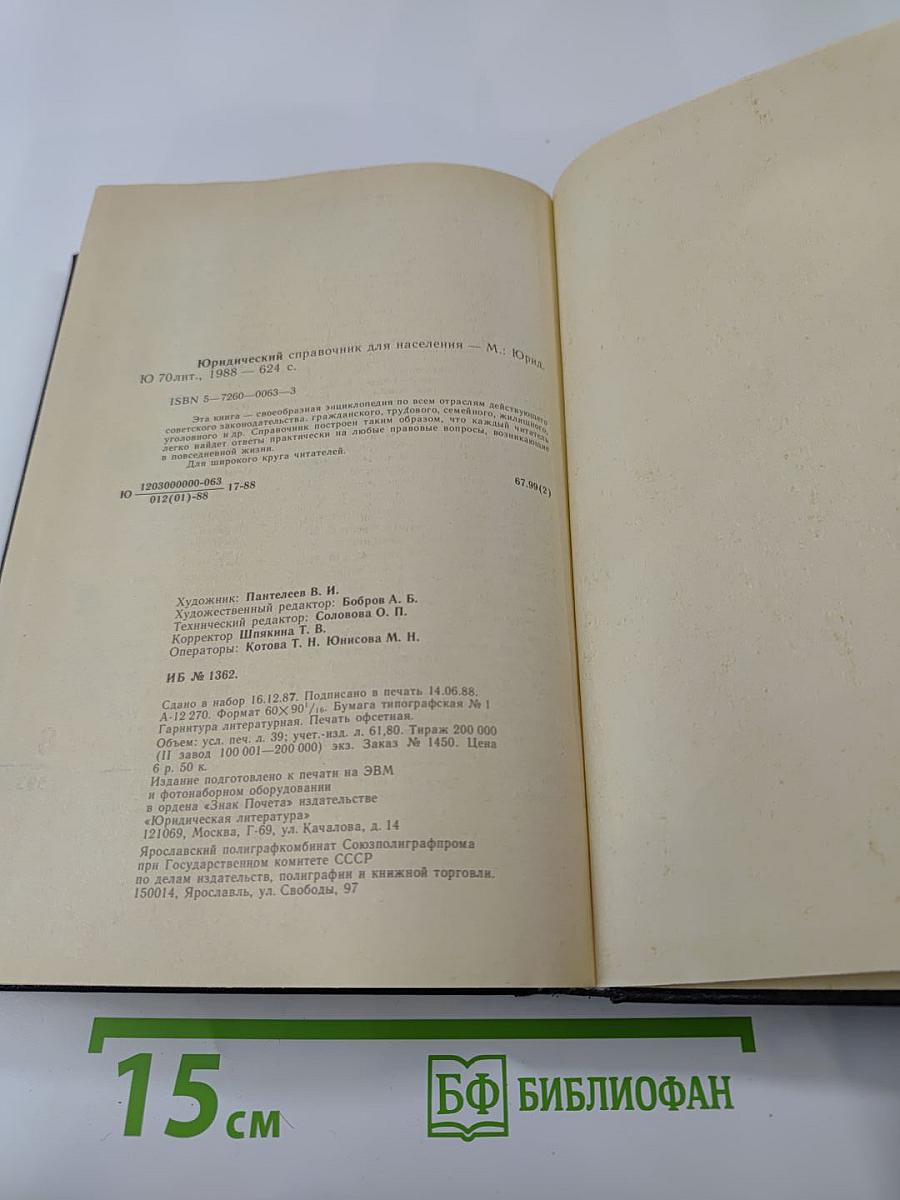 Юридический справочник для населения — М.: Юрид.
Ю 70лит., 1988 — 624 с.
ISBN 5—7260—0063—3
Эта книга — своеобразная энциклопедия по всем отраслям действующего
советского законодательства. гражданского, трудового, семейного, жилищного,
уголовного и др. Справочник построен таким образом, что каждый читатель
легко найдет ответы практически на любые правовые вопросы, возникающие
в повседневной жизни.
Для широкого круга читателей.
Ю 1203000000-063
012(01)-88
17-88
67.99(2)
Художник: Пантелеев В. И.
Художественный редактор: Бобров А. Б.
Технический редактор: Соловова О. П.
Корректор Шпякина Т. В.
Операторы: Котова Т. Н. Юнисова М. Н.
ИБ № 1362.
Сдано в набор 16.12.87. Подписано в печать 14.06.88.
А-12 270. Формат 60×90¹/₁₆. Бумага типографская № 1
Гарнитура литературная. Печать офсетная.
Объем: усл. печ. л. 39; учет.-изд. л. 61,80. Тираж 200 000
(II завод 100 001—200 000) экз. Заказ № 1450. Цена
6 р. 50 к.
Издание подготовлено к печати на ЭВМ
и фотонаборном оборудовании
в ордена «Знак Почета» издательстве
«Юридическая литература»
121069, Москва, Г-69, ул. Качалова, д. 14
Ярославский полиграфкомбинат Союзполиграфпрома
при Государственном комитете СССР
по делам издательств, полиграфии и книжной торговли.
150014, Ярославль, ул. Свободы, 97
15 см
БФ БИБЛИОФАН